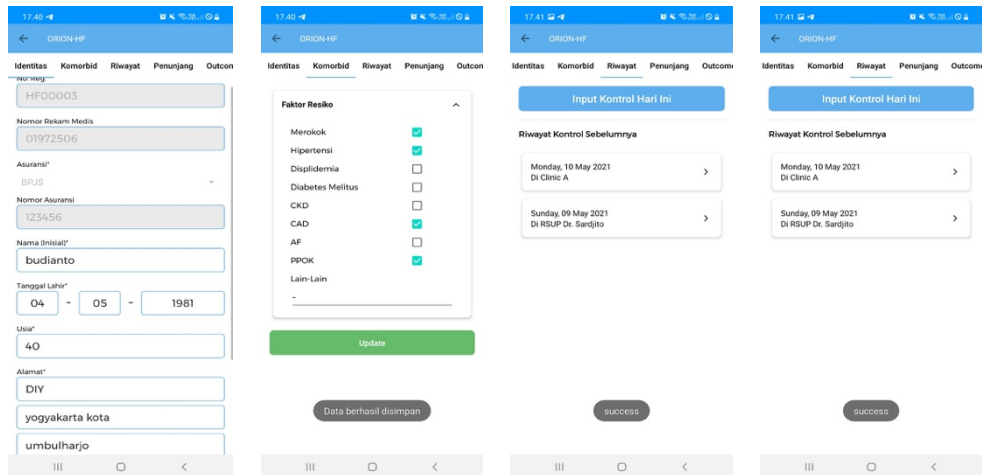 17.40
ORION-HF
Identitas Komorbid Riwayat Penunjang Outcon
No. Reg.
HF00003
Nomor Rekam Medis
01972506
Asuransi*
BPJS
Nomor Asuransi
123456
Nama (Inisial)*
budianto
Tanggal Lahir*
04 - 05 - 1981
Usia*
40
Alamat*
DIY
yogyakarta kota
umbulharjo
17.40
ORION-HF
Identitas Komorbid Riwayat Penunjang Outcon
Faktor Resiko
Merokok
Hipertensi
Displidemia
Diabetes Melitus
CKD
CAD
AF
PPOK
Lain-Lain
-
Update
Data berhasil disimpan
17.41
ORION-HF
Identitas Komorbid Riwayat Penunjang Outcome
Input Kontrol Hari Ini
Riwayat Kontrol Sebelumnya
Monday, 10 May 2021
Di Clinic A
Sunday, 09 May 2021
Di RSUP Dr. Sardjito
success
17.41
ORION-HF
Identitas Komorbid Riwayat Penunjang Outcome
Input Kontrol Hari Ini
Riwayat Kontrol Sebelumnya
Monday, 10 May 2021
Di Clinic A
Sunday, 09 May 2021
Di RSUP Dr. Sardjito
success